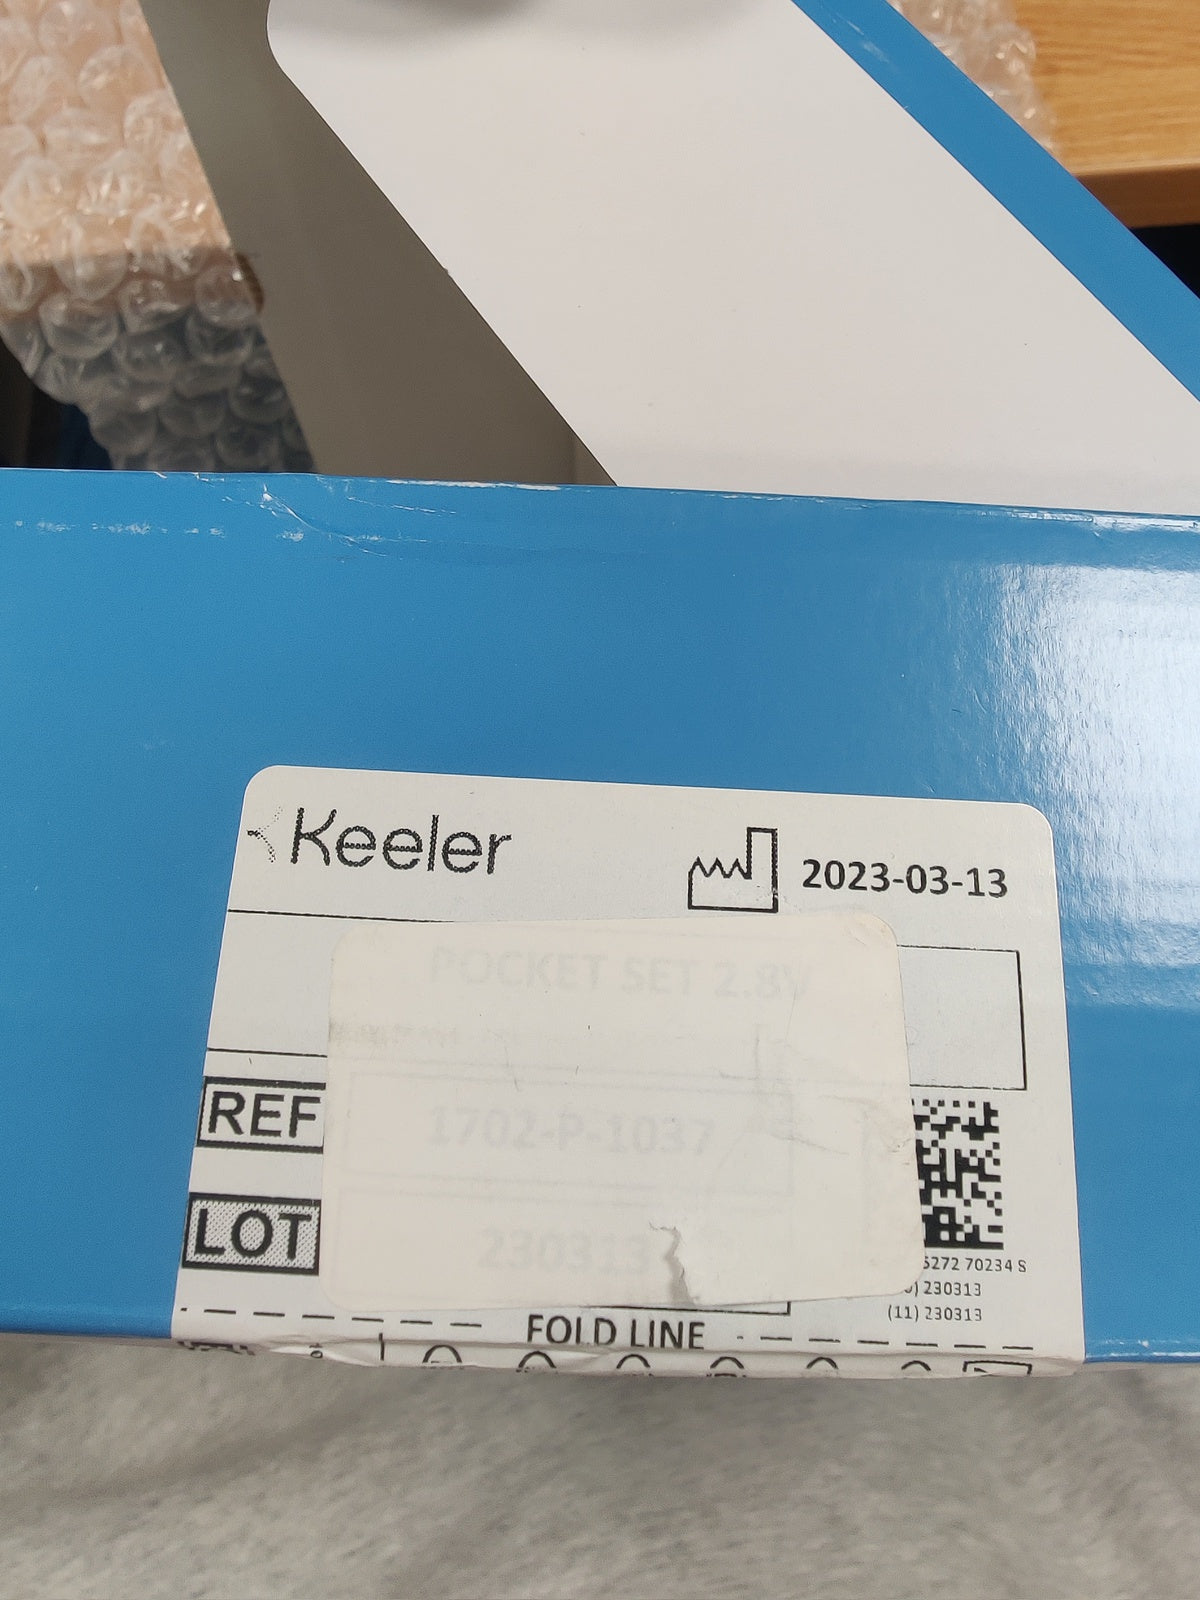 Keeler
2023-03-13
POCKET SET 2.8V
REF 1702-P-1037
LOT 230313
5272 70234 S
0) 230313
(11) 230313
FOLD LINE